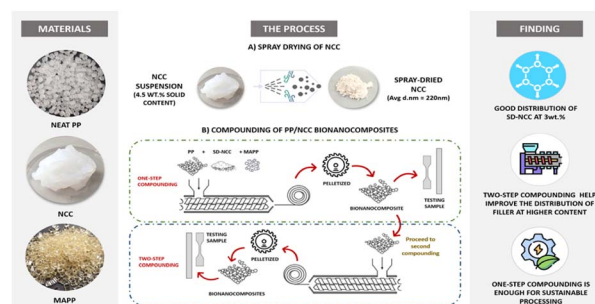 MATERIALS
NEAT PP
NCC
MAPP
THE PROCESS
A) SPRAY DRYING OF NCC
NCC
SUSPENSION
(4.5 WT.% SOLID
CONTENT)
SPRAY-DRIED
NCC
(Avg d.nm = 220nm)
B) COMPOUNDING OF PP/NCC BIONANOCOMPOSITES
PP + SD-NCC + MAPP
ONE-STEP
COMPOUNDING
PELLETIZED
BIONANOCOMPOSITE
TESTING
SAMPLE
Proceed to
second
compounding
TWO-STEP
COMPOUNDING
TESTING
SAMPLE
PELLETIZED
BIONANOCOMPOSITES
FINDING
GOOD DISTRIBUTION OF
SD-NCC AT 3wt.%
TWO-STEP COMPOUNDING HELP
IMPROVE THE DISTRIBUTION OF
FILLER AT HIGHER CONTENT
ONE-STEP COMPOUNDING IS
ENOUGH FOR SUSTAINABLE
PROCESSING